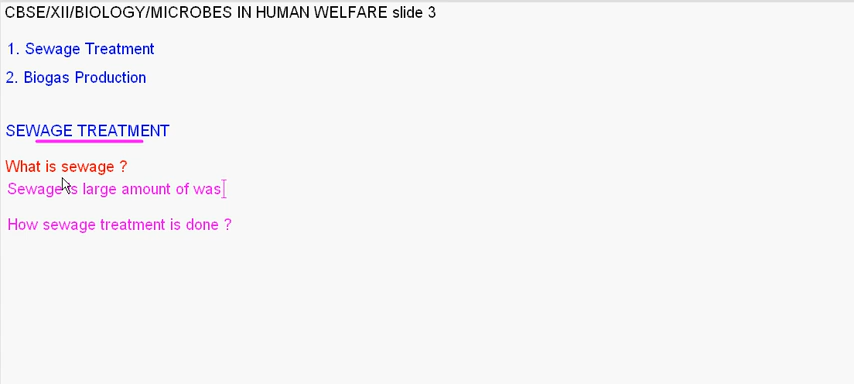 CBSE/XII/BIOLOGY/MICROBES IN HUMAN WELFARE slide 3
1. Sewage Treatment
2. Biogas Production
SEWAGE TREATMENT
What is sewage ?
Sewage is large amount of was
How sewage treatment is done ?